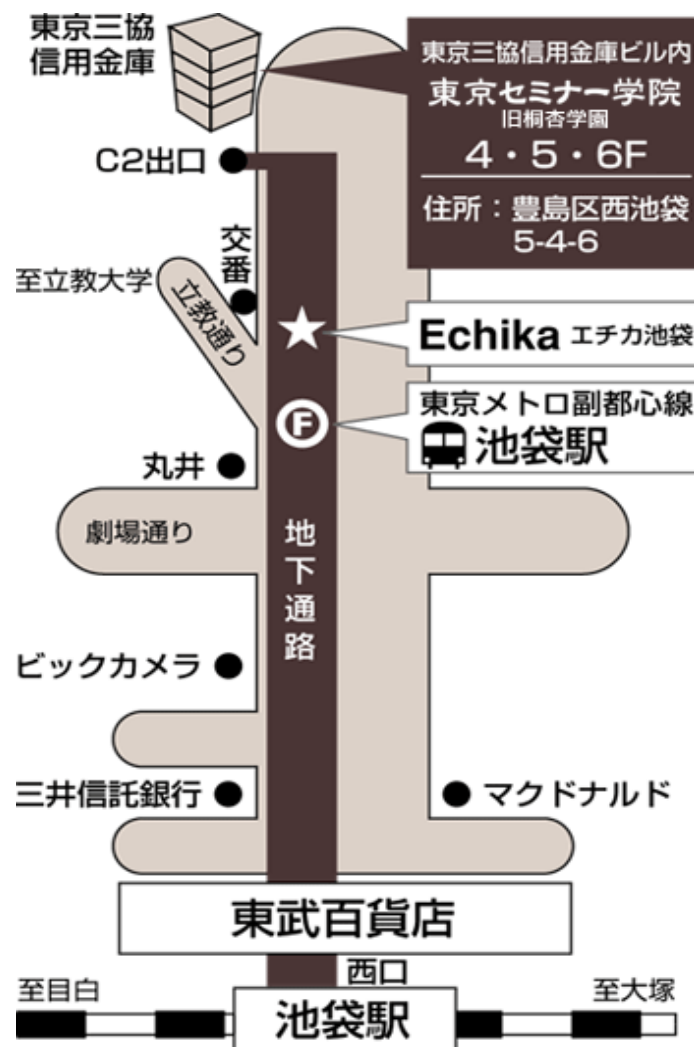 東京三協
信用金庫
東京三協信用金庫ビル内
東京セミナー学院
旧桐杏学園
4・5・6F
住所：豊島区西池袋
5-4-6
C2出口
交番
至立教大学
立教通り
Echika エチカ池袋
F
東京メトロ副都心線
池袋駅
丸井
劇場通り
地下通路
ビックカメラ
三井信託銀行
マクドナルド
東武百貨店
西口
至目白
至大塚
池袋駅